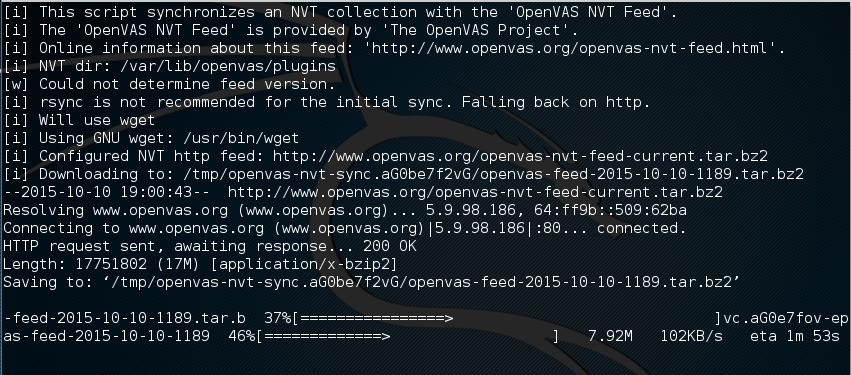 [i] This script synchronizes an NVT collection with the 'OpenVAS NVT Feed'.
[i] The 'OpenVAS NVT Feed' is provided by 'The OpenVAS Project'.
[i] Online information about this feed: 'http://www.openvas.org/openvas-nvt-feed.html'.
[i] NVT dir: /var/lib/openvas/plugins
[w] Could not determine feed version.
[i] rsync is not recommended for the initial sync. Falling back on http.
[i] Will use wget
[i] Using GNU wget: /usr/bin/wget
[i] Configured NVT http feed: http://www.openvas.org/openvas-nvt-feed-current.tar.bz2
[i] Downloading to: /tmp/openvas-nvt-sync.aG0be7f2vG/openvas-feed-2015-10-10-1189.tar.bz2
--2015-10-10 19:00:43--  http://www.openvas.org/openvas-nvt-feed-current.tar.bz2
Resolving www.openvas.org (www.openvas.org)... 5.9.98.186, 64:ff9b::509:62ba
Connecting to www.openvas.org (www.openvas.org)|5.9.98.186|:80... connected.
HTTP request sent, awaiting response... 200 OK
Length: 17751802 (17M) [application/x-bzip2]
Saving to: ‘/tmp/openvas-nvt-sync.aG0be7f2vG/openvas-feed-2015-10-10-1189.tar.bz2’
-feed-2015-10-10-1189.tar.b  37%[================>                             ]vc.aG0e7fov-ep
as-feed-2015-10-10-1189  46%[=============>                  ]   7.92M   102KB/s   eta 1m 53s